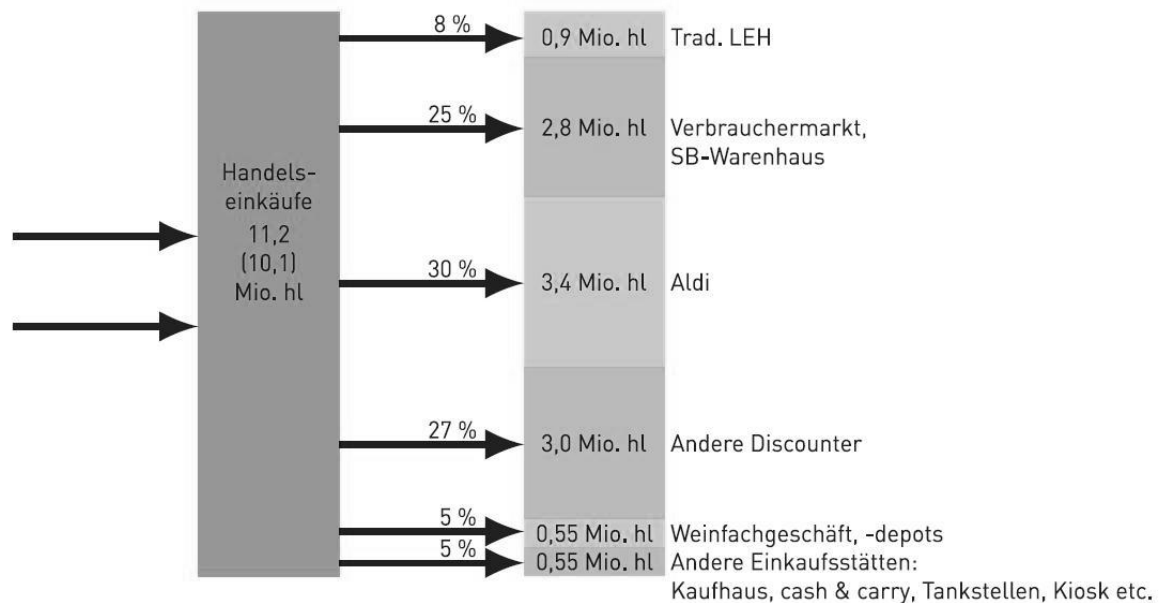 8 %
0,9 Mio. hl
Trad. LEH
25 %
2,8 Mio. hl
Verbrauchermarkt,
SB-Warenhaus
Handels-
einkäufe
11,2
(10,1)
Mio. hl
30 %
3,4 Mio. hl
Aldi
27 %
3,0 Mio. hl
Andere Discounter
5 %
0,55 Mio. hl
Weinfachgeschäft, -depots
5 %
0,55 Mio. hl
Andere Einkaufsstätten:
Kaufhaus, cash & carry, Tankstellen, Kiosk etc.